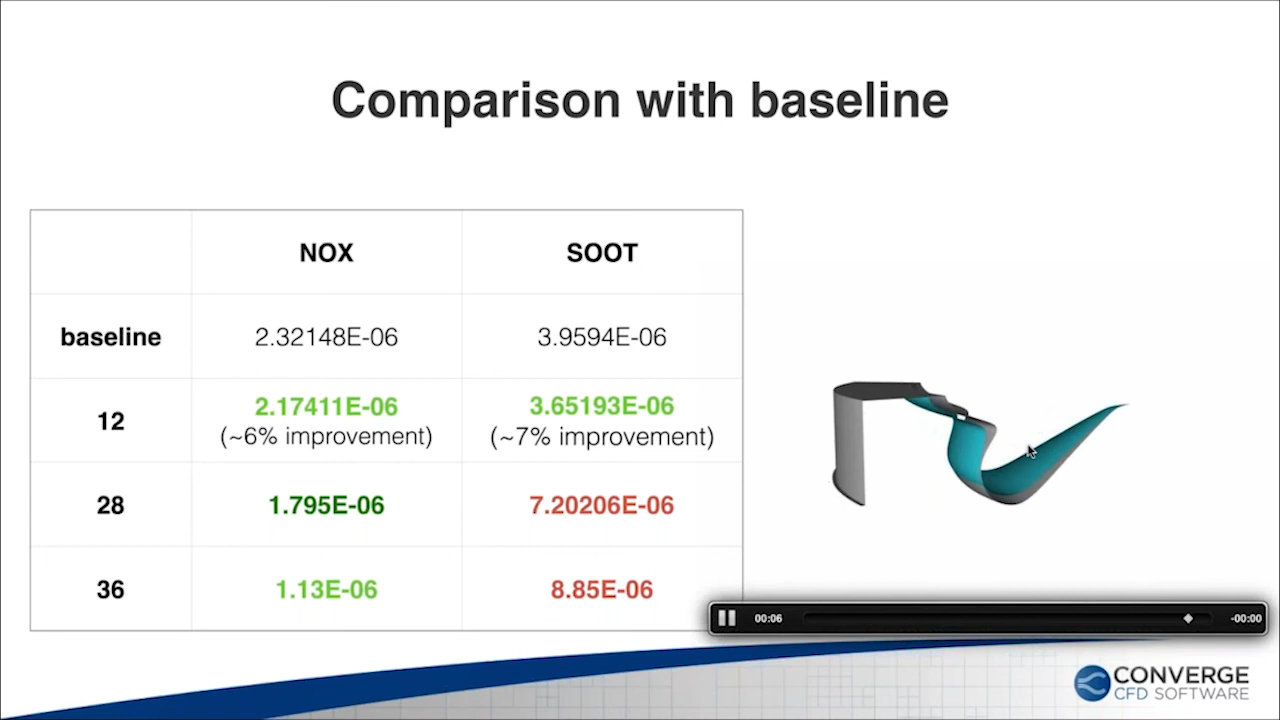 Comparison with baseline
NOX SOOT
baseline 2.32148E-06 3.9594E-06
12 2.17411E-06 3.65193E-06
(~6% improvement) (~7% improvement)
28 1.795E-06 7.20206E-06
36 1.13E-06 8.85E-06
00:06 -00:00
CONVERGE
CFD SOFTWARE